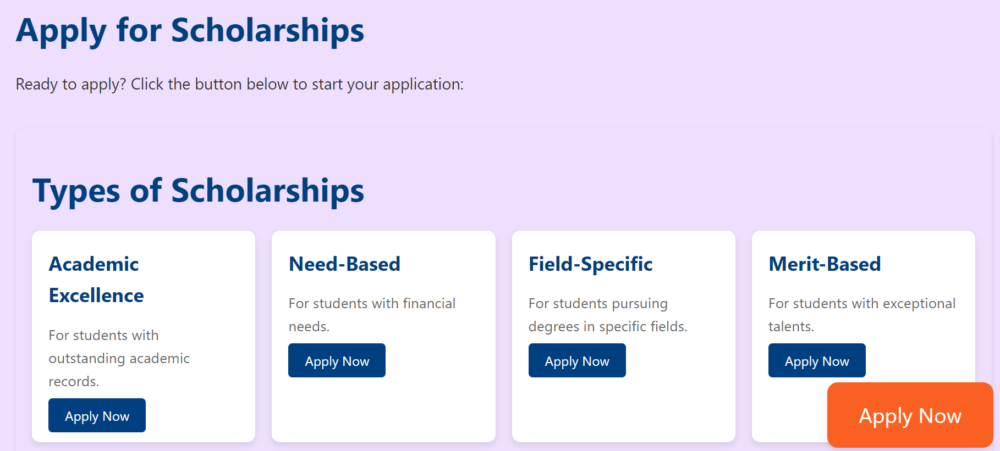 Apply for Scholarships
Ready to apply? Click the button below to start your application:
Types of Scholarships
Academic
Excellence
For students with
outstanding academic
records.
Apply Now
Need-Based
For students with financial
needs.
Apply Now
Field-Specific
For students pursuing
degrees in specific fields.
Apply Now
Merit-Based
For students with exceptional
talents.
Apply Now
Apply Now